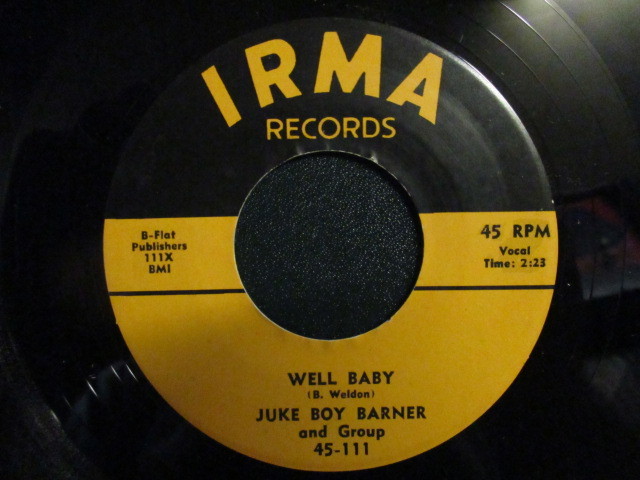 IRMA
RECORDS
B-Flat
Publishers
111X
BMI
45 RPM
Vocal
Time: 2:23
WELL BABY
(B. Weldon)
JUKE BOY BARNER
and Group
45-111